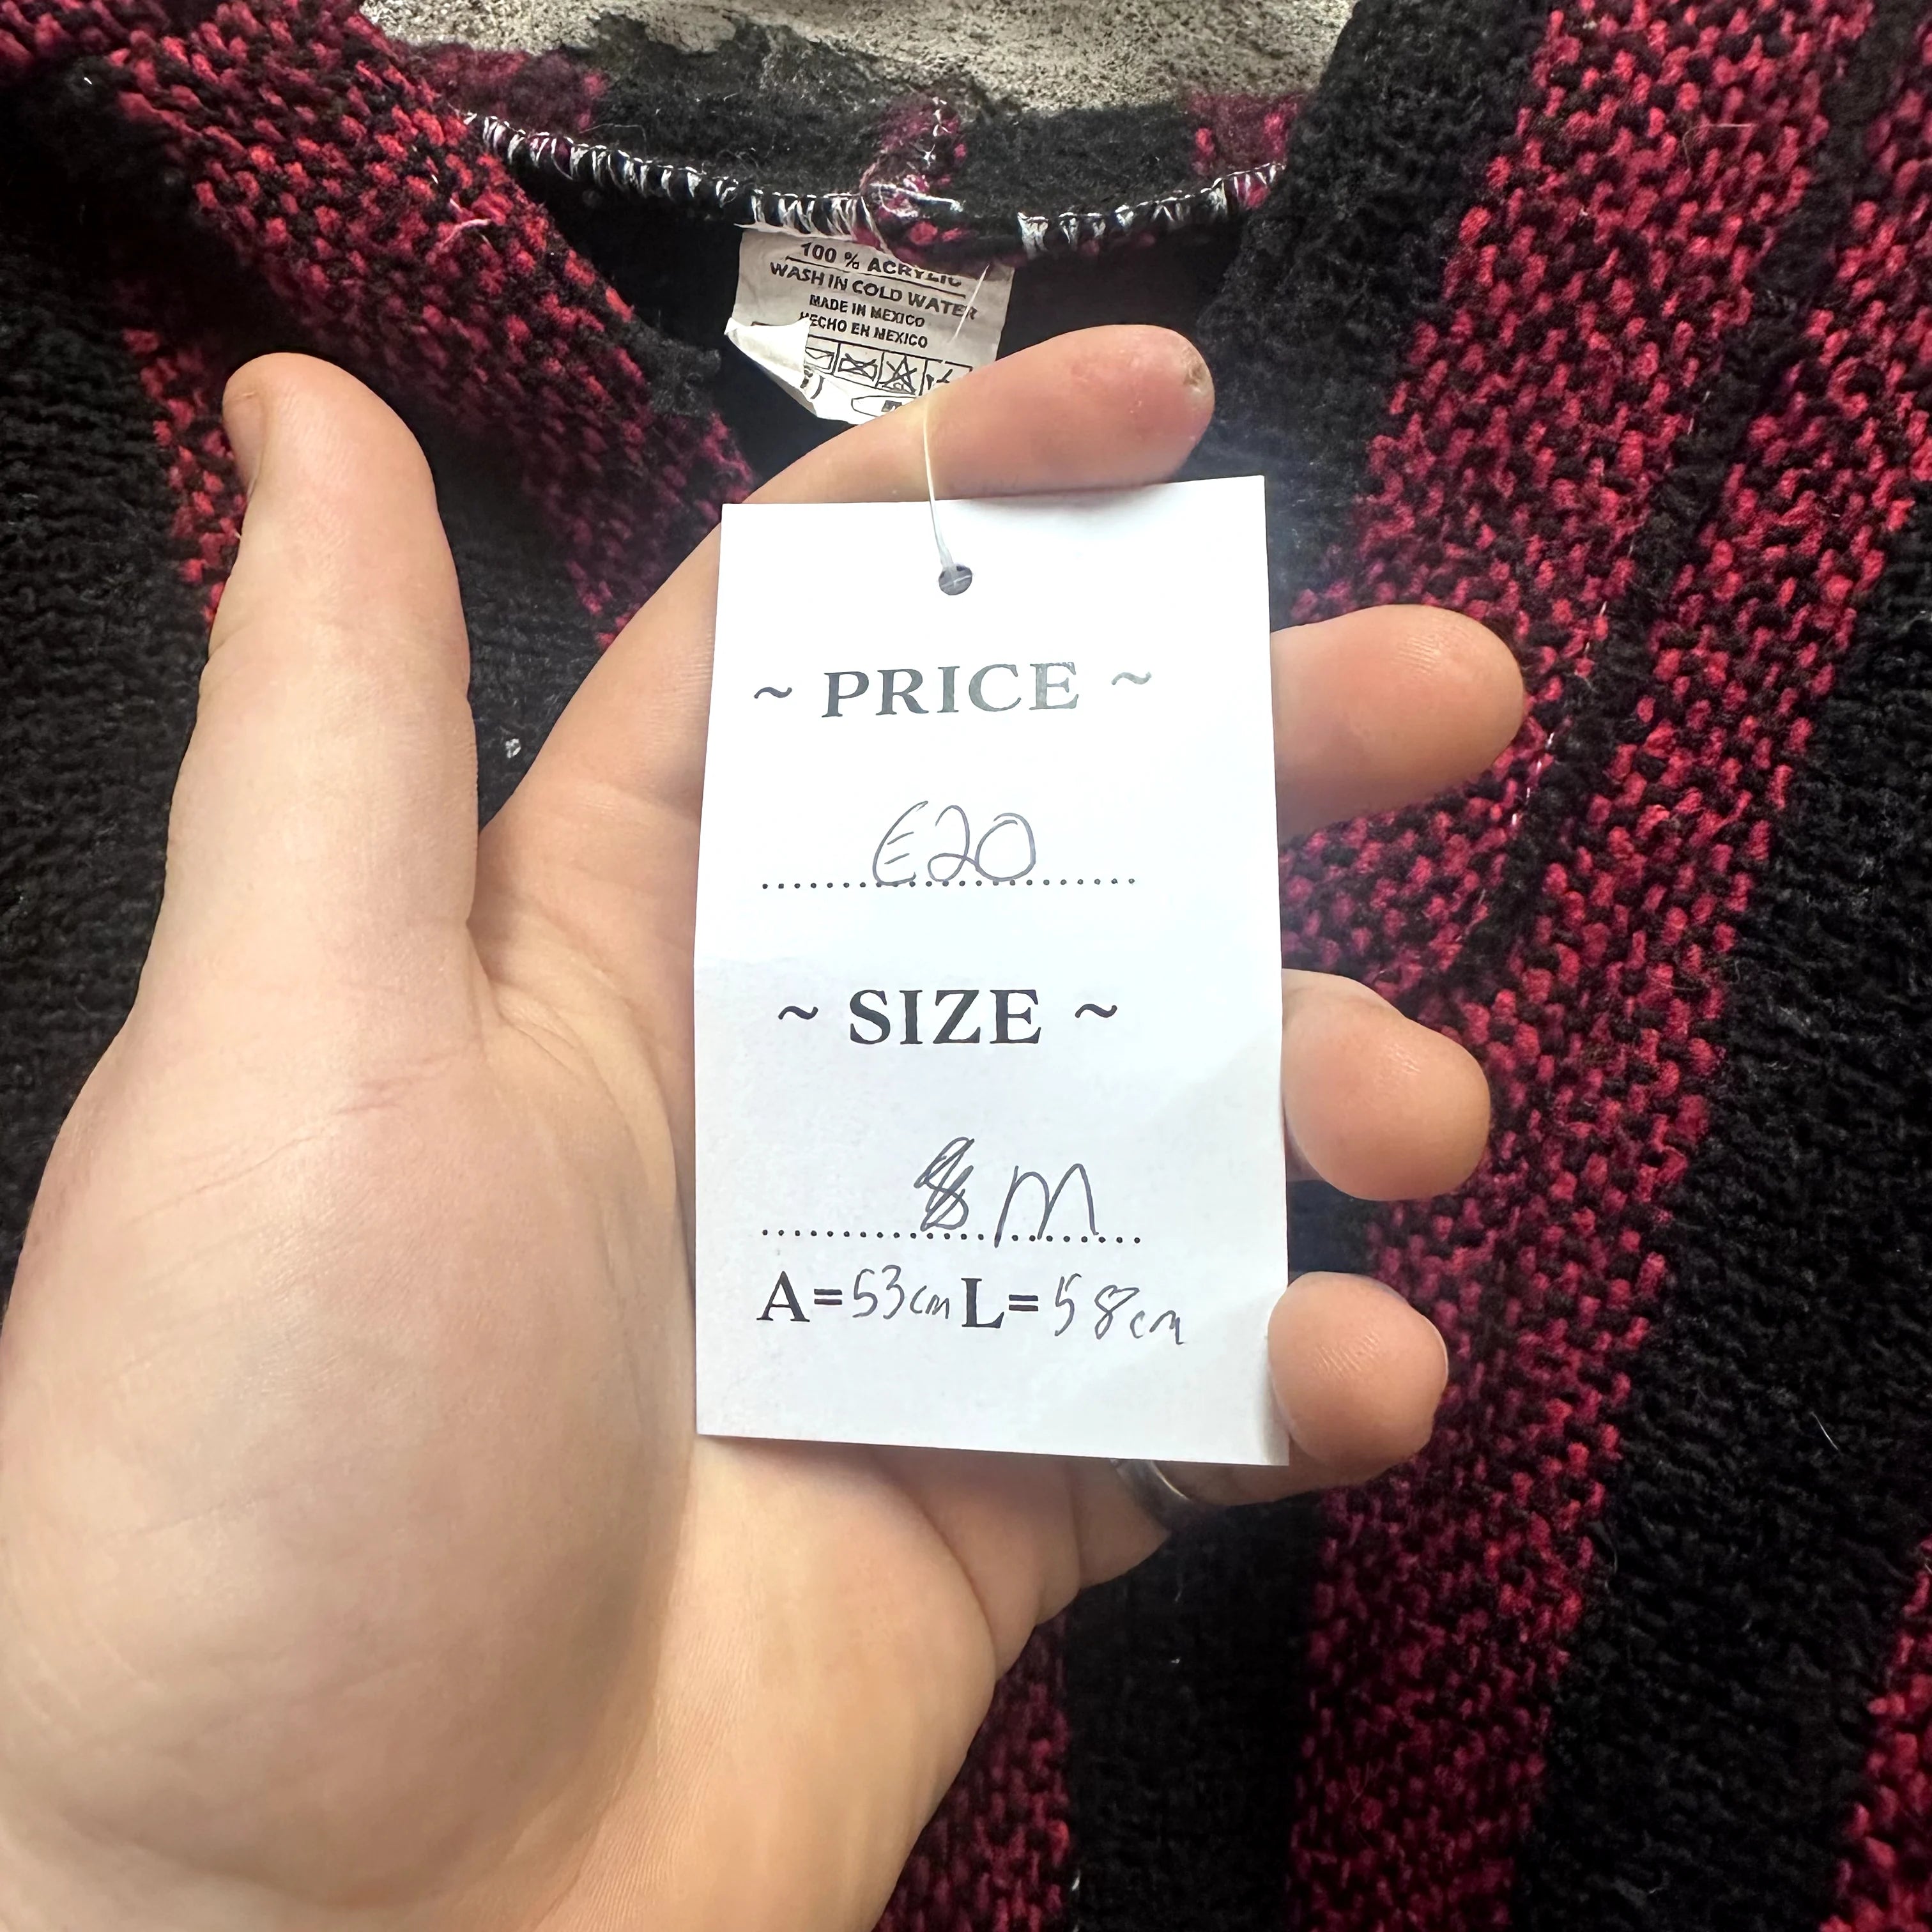 100 % ACRYLIC
WASH IN COLD WATER
MADE IN MEXICO
HECHO EN MEXICO
~ PRICE ~
€20
~ SIZE ~
M
A=53cm L=58cm